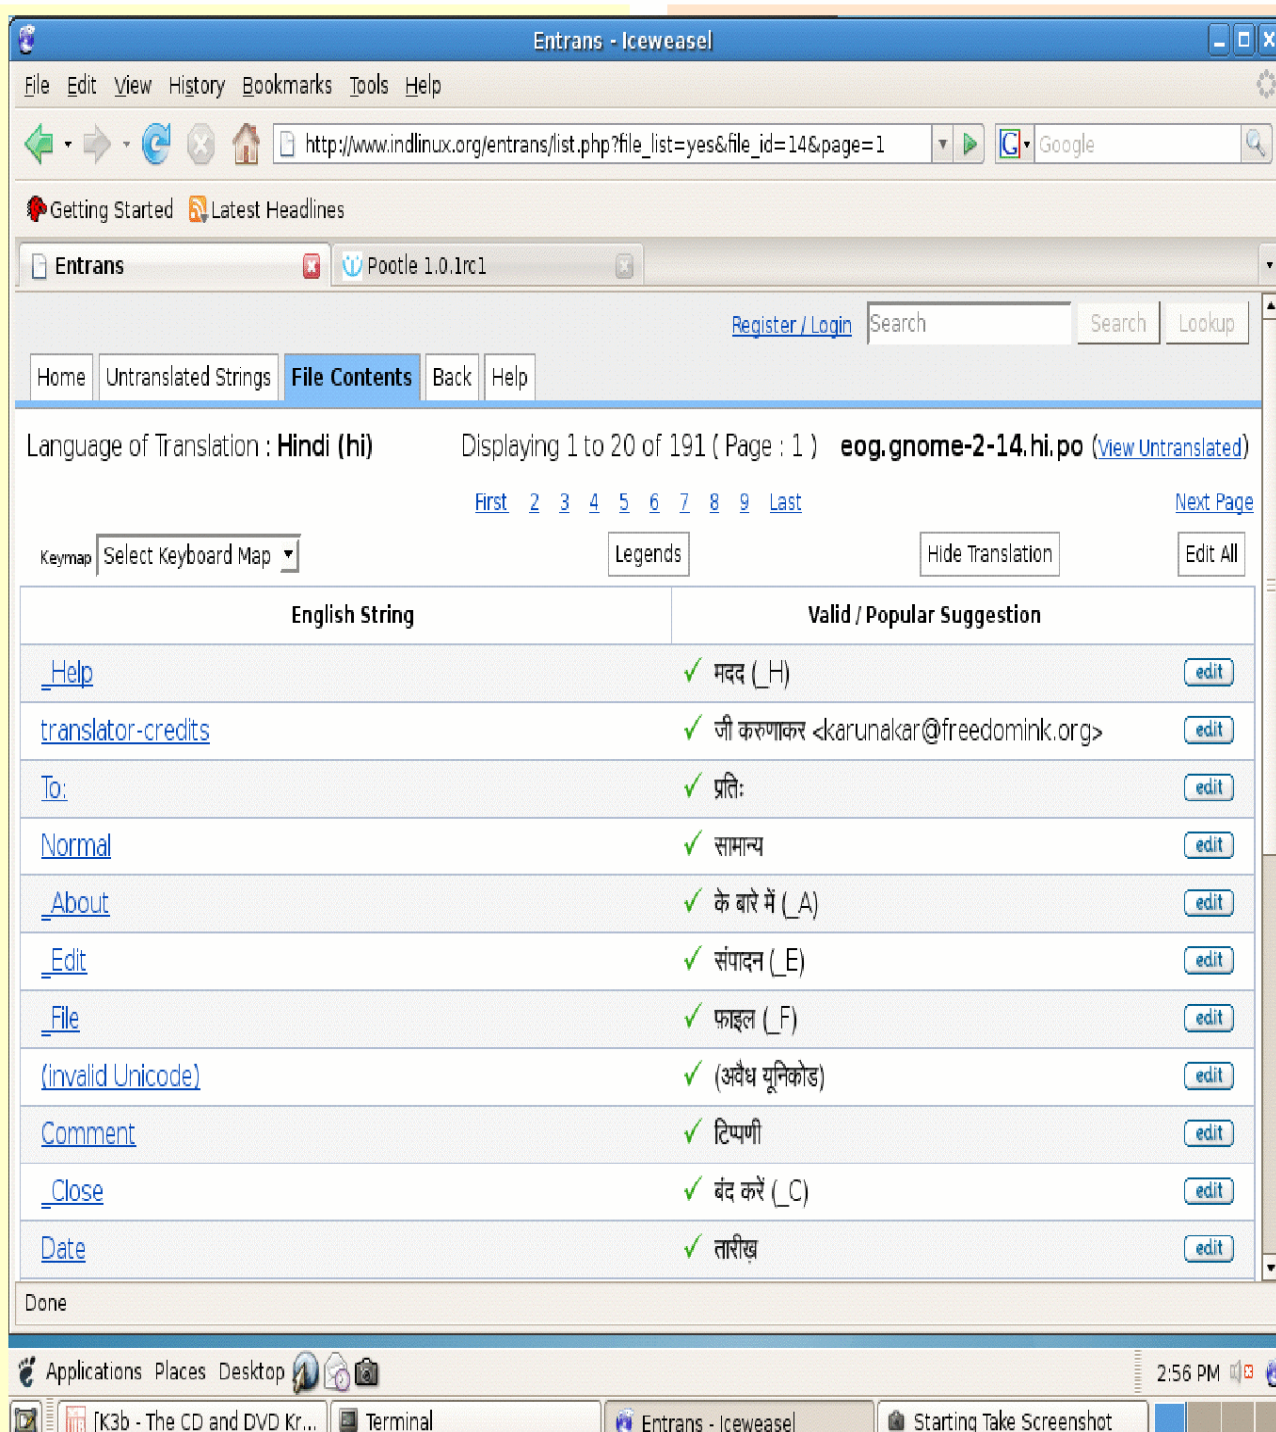 Entrans - Iceweasel
File Edit View History Bookmarks Tools Help
http://www.indlinux.org/entrans/list.php?file_list=yes&file_id=14&page=1 G Google
Getting Started Latest Headlines
Entrans Pootle 1.0.1rc1
Register / Login Search Search Lookup
Home Untranslated Strings File Contents Back Help
Language of Translation : Hindi (hi) Displaying 1 to 20 of 191 ( Page : 1 ) eog.gnome-2-14.hi.po (View Untranslated)
First 2 3 4 5 6 7 8 9 Last Next Page
Keymap Select Keyboard Map Legends Hide Translation Edit All
English String Valid / Popular Suggestion
_Help मदद (_H) edit
translator-credits जी करुणाकर <karunakar@freedomink.org> edit
To: प्रतिः edit
Normal सामान्य edit
_About के बारे में (_A) edit
_Edit संपादन (_E) edit
_File फ़ाइल (_F) edit
(invalid Unicode) (अवैध यूनिकोड) edit
Comment टिप्पणी edit
_Close बंद करें (_C) edit
Date तारीख़ edit
Done
Applications Places Desktop 2:56 PM
[K3b - The CD and DVD Kr... Terminal Entrans - Iceweasel Starting Take Screenshot